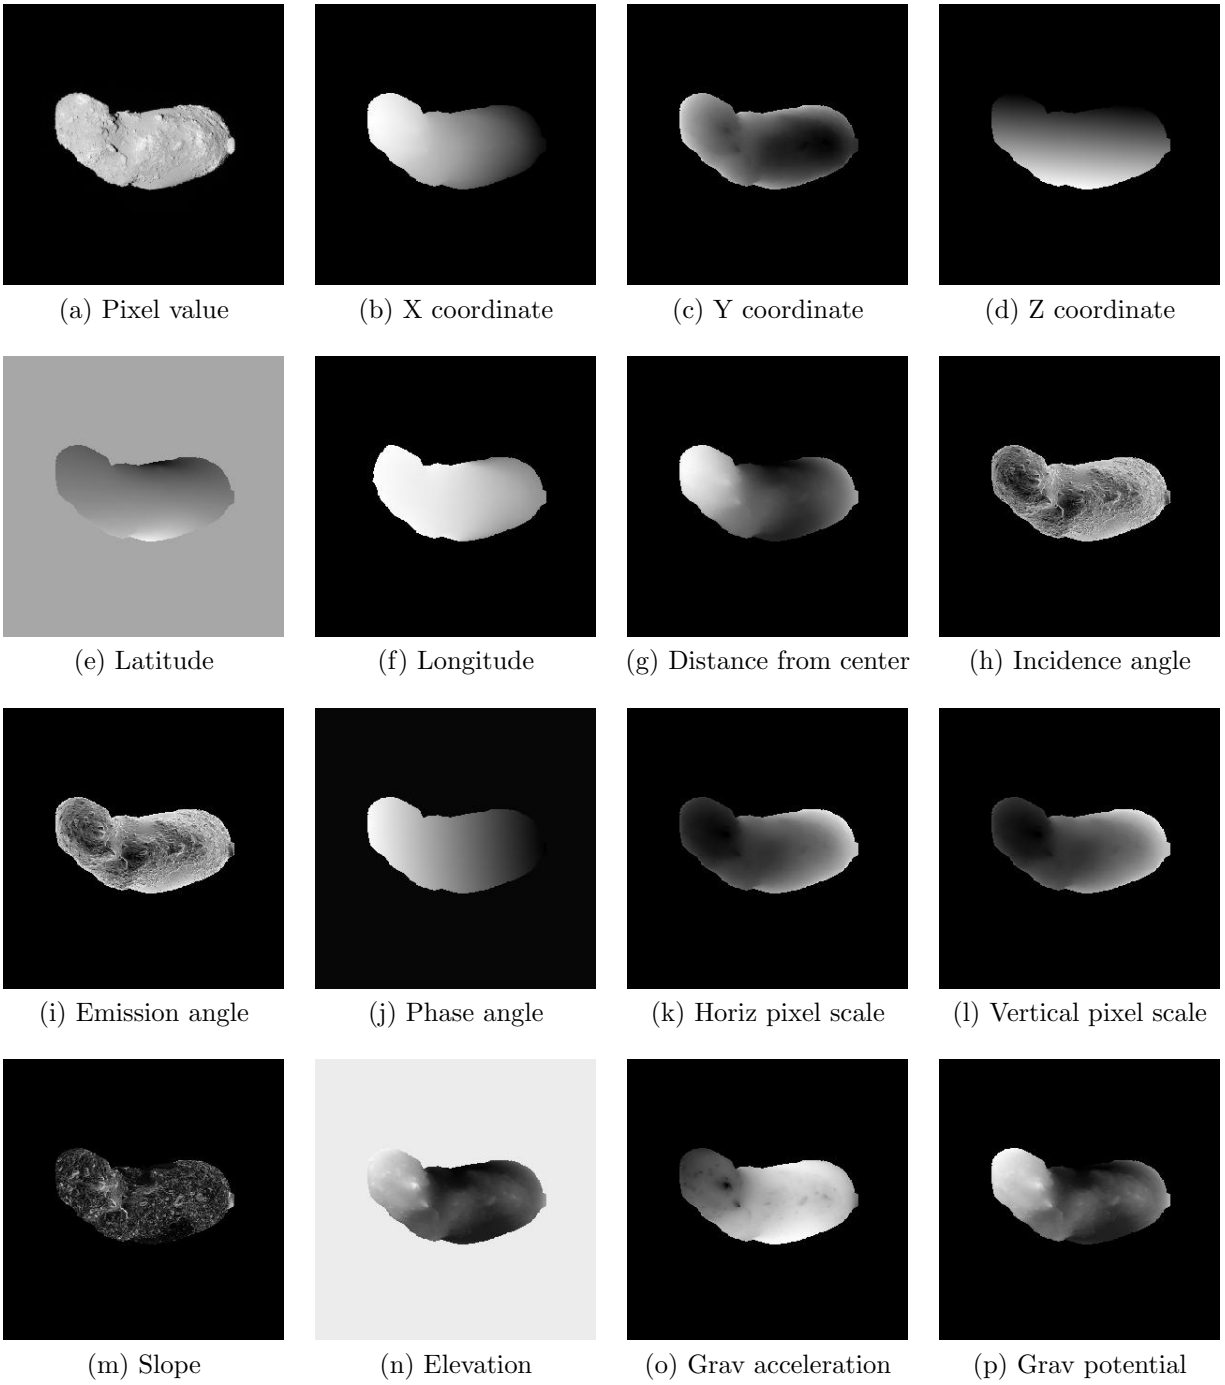 (a) Pixel value
(b) X coordinate
(c) Y coordinate
(d) Z coordinate
(e) Latitude
(f) Longitude
(g) Distance from center
(h) Incidence angle
(i) Emission angle
(j) Phase angle
(k) Horiz pixel scale
(l) Vertical pixel scale
(m) Slope
(n) Elevation
(o) Grav acceleration
(p) Grav potential